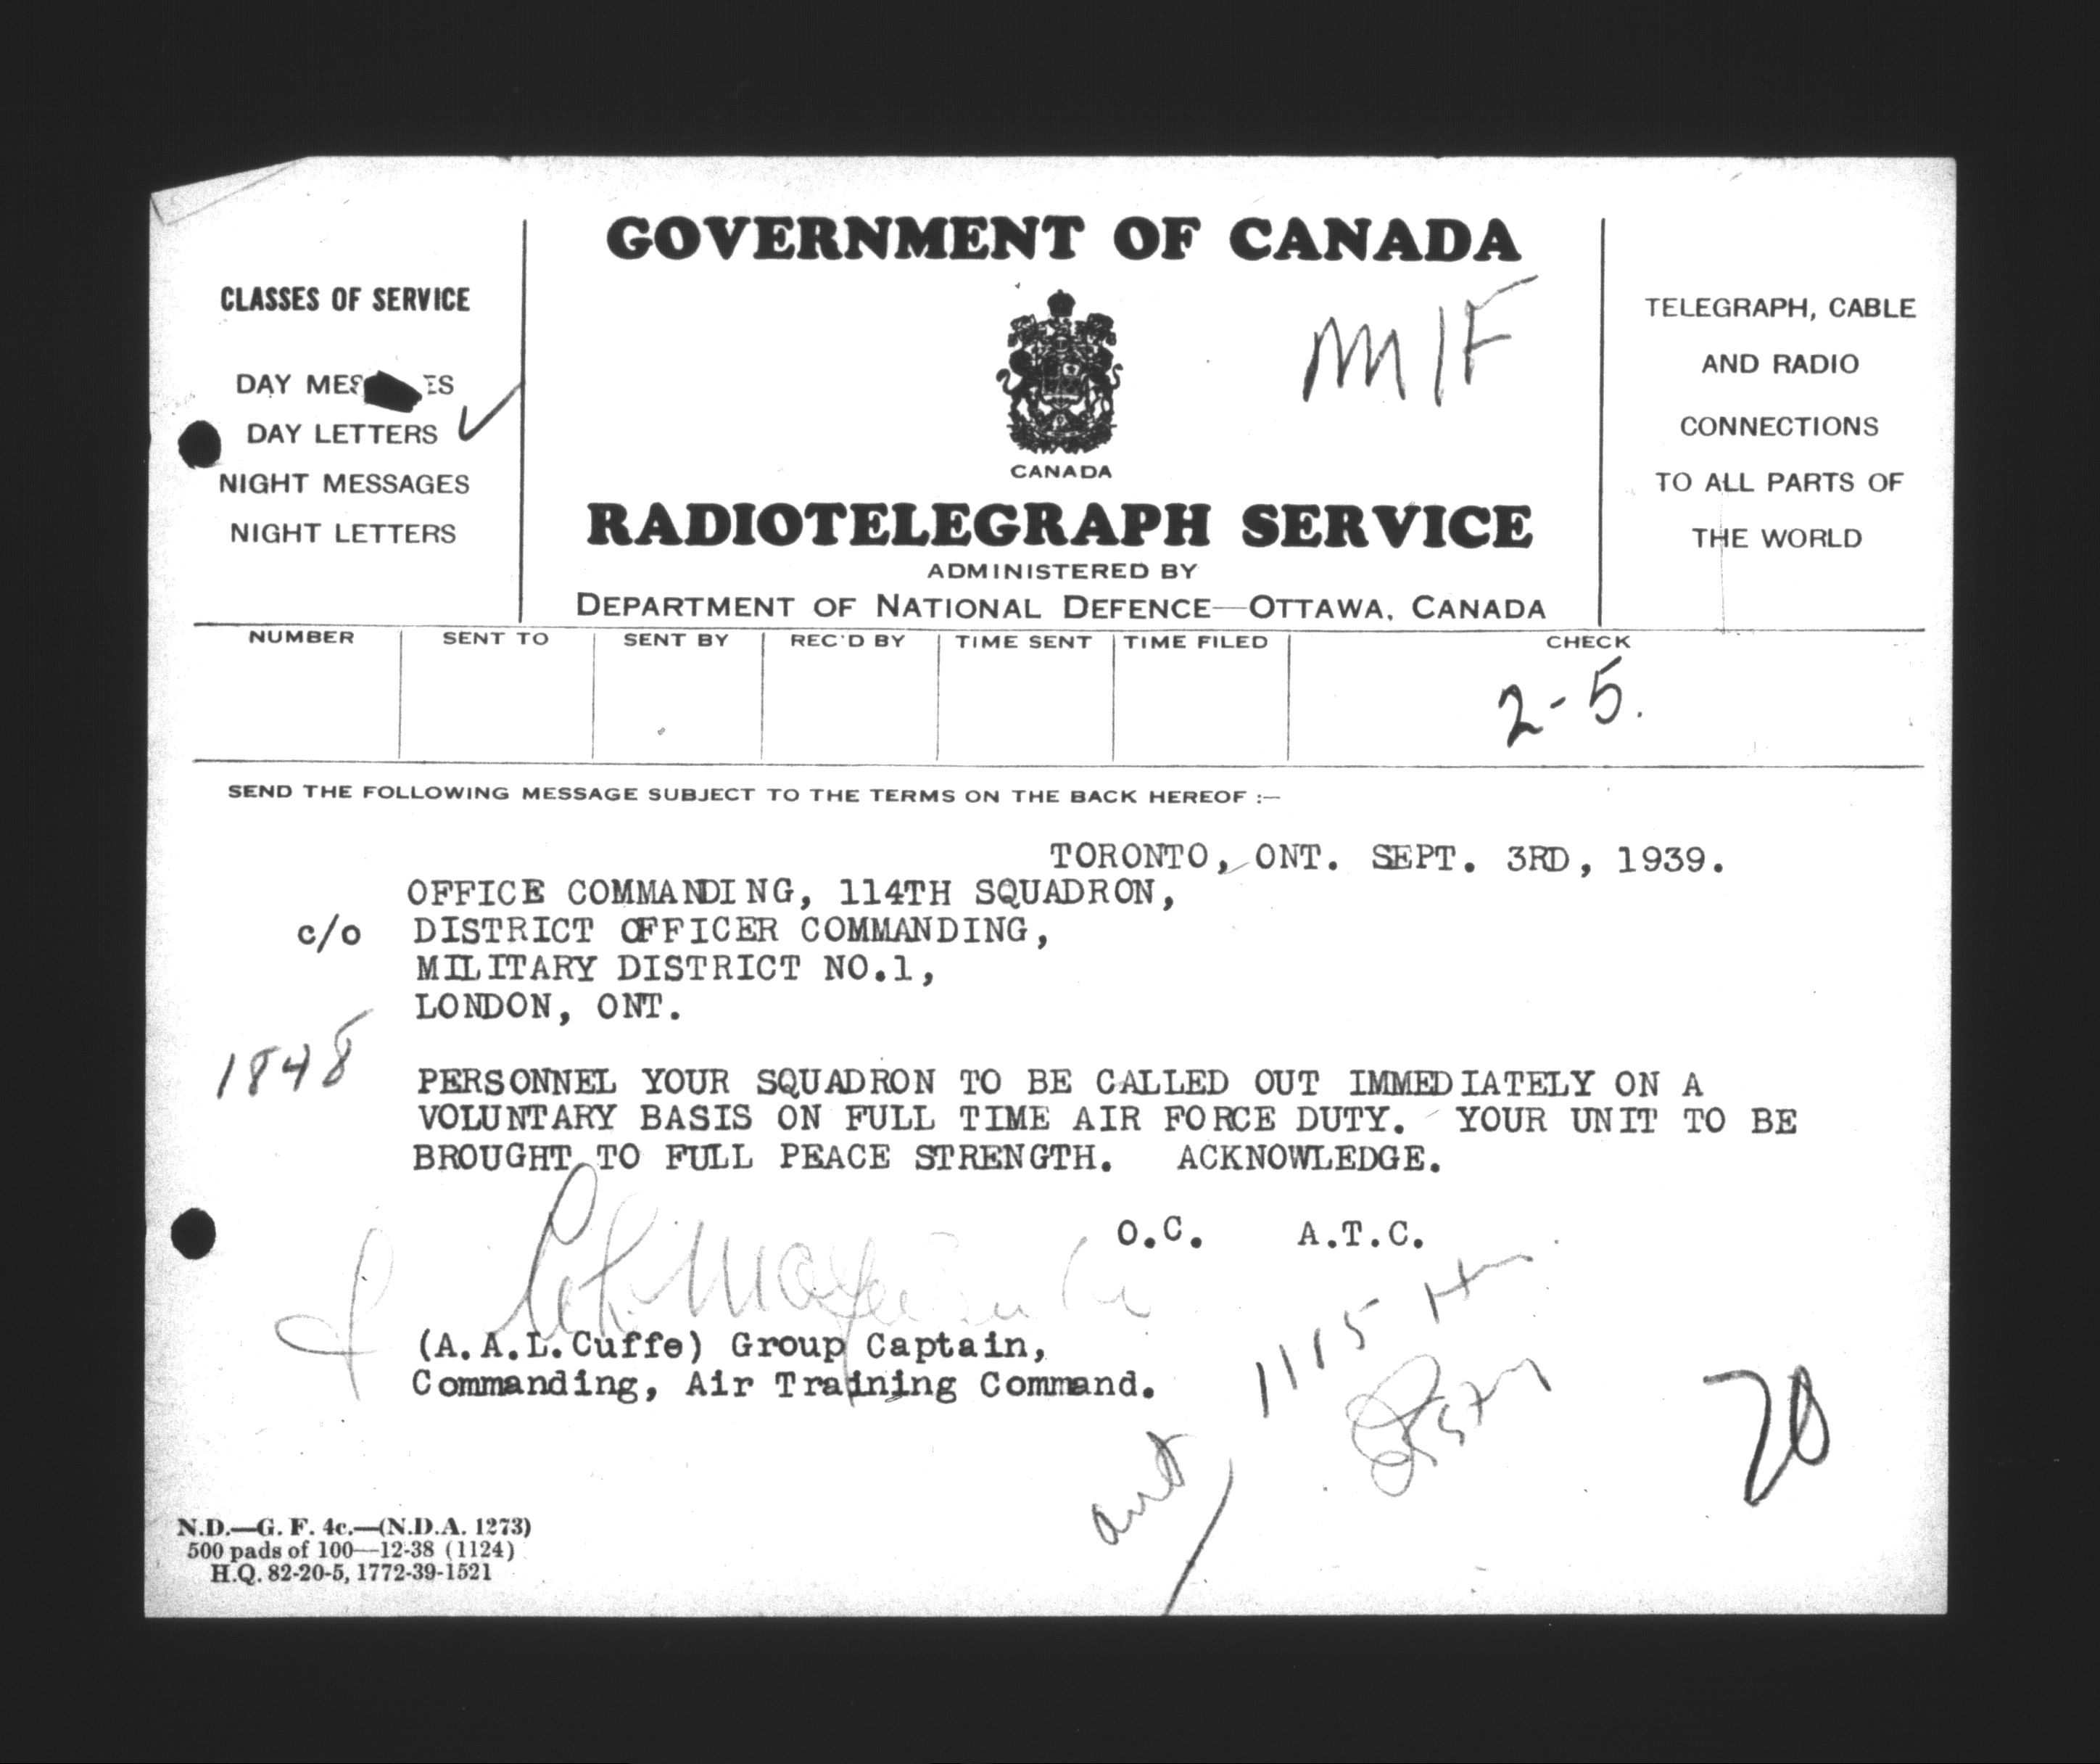 GOVERNMENT OF CANADA
CLASSES OF SERVICE
DAY MES ES
DAY LETTERS ✓
NIGHT MESSAGES
NIGHT LETTERS
CANADA
RADIOTELEGRAPH SERVICE
ADMINISTERED BY
DEPARTMENT OF NATIONAL DEFENCE—OTTAWA, CANADA
TELEGRAPH, CABLE
AND RADIO
CONNECTIONS
TO ALL PARTS OF
THE WORLD
NUMBER SENT TO SENT BY REC'D BY TIME SENT TIME FILED CHECK
2-5.
SEND THE FOLLOWING MESSAGE SUBJECT TO THE TERMS ON THE BACK HEREOF :—
TORONTO, ONT. SEPT. 3RD, 1939.
OFFICE COMMANDING, 114TH SQUADRON,
c/o DISTRICT OFFICER COMMANDING,
MILITARY DISTRICT NO.1,
LONDON, ONT.
1848
PERSONNEL YOUR SQUADRON TO BE CALLED OUT IMMEDIATELY ON A
VOLUNTARY BASIS ON FULL TIME AIR FORCE DUTY. YOUR UNIT TO BE
BROUGHT TO FULL PEACE STRENGTH. ACKNOWLEDGE.
O.C. A.T.C.
(A.A.L.Cuffe) Group Captain,
Commanding, Air Training Command.
1115
20
N.D.—G. F. 4c.—(N.D.A. 1273)
500 pads of 100—12-38 (1124)
H.Q. 82-20-5, 1772-39-1521